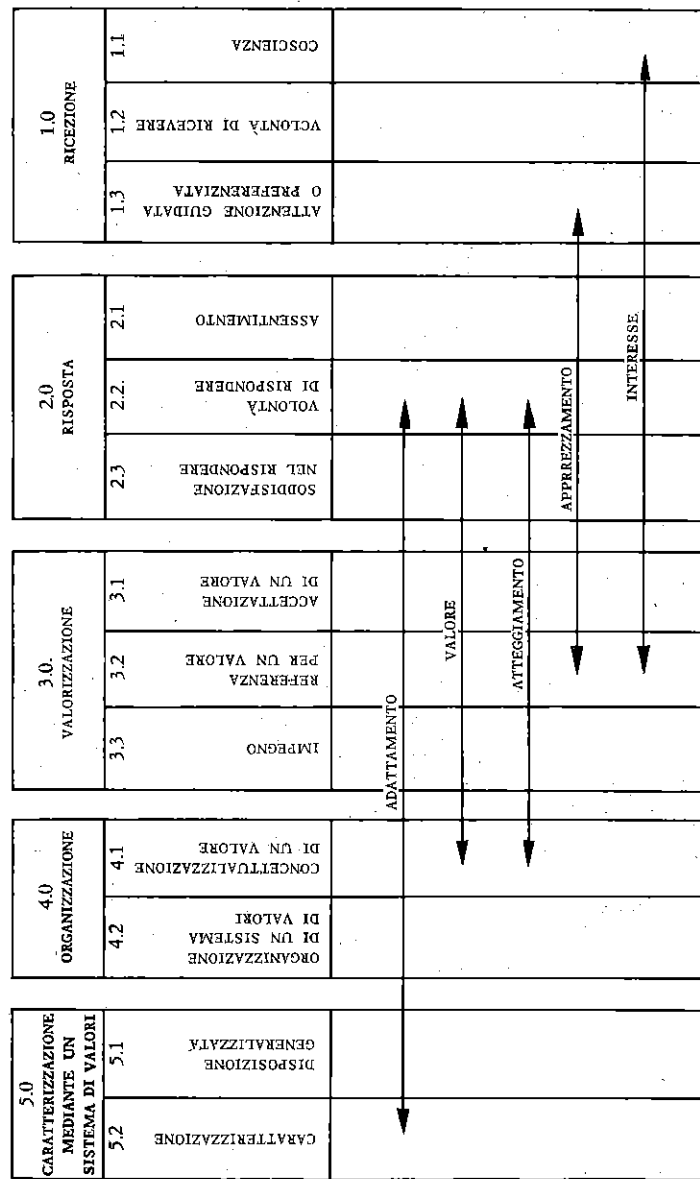 1.0
RICEZIONE
1.1
COSCIENZA
1.2
VOLONTÀ DI RICEVERE
1.3
ATTENZIONE GUIDATA
O PREFERENZIATA
2.0
RISPOSTA
2.1
ASSENTIMENTO
2.2.
VOLONTÀ
DI RISPONDERE
2.3
SODDISFAZIONE
NEL RISPONDERE
3.0.
VALORIZZAZIONE
3.1
ACCETTAZIONE
DI UN VALORE
3.2
REFERENZA
PER UN VALORE
3.3
IMPEGNO
4.0
ORGANIZZAZIONE
4.1
CONCETTUALIZZAZIONE
DI UN VALORE
4.2
ORGANIZZAZIONE
DI UN SISTEMA
DI VALORI
5.0
CARATTERIZZAZIONE
MEDIANTE UN
SISTEMA DI VALORI
5.1
DISPOSIZIONE
GENERALIZZATA
5.2
CARATTERIZZAZIONE
ADATTAMENTO
VALORE
ATTEGGIAMENTO
APPRREZZAMENTO
INTERESSE